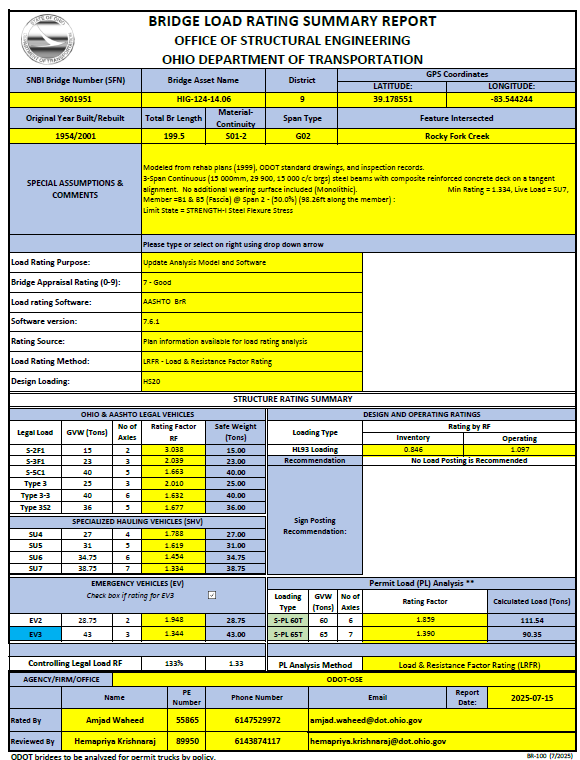 BRIDGE LOAD RATING SUMMARY REPORT
OFFICE OF STRUCTURAL ENGINEERING
OHIO DEPARTMENT OF TRANSPORTATION
SNBI Bridge Number (SFN) Bridge Asset Name District GPS Coordinates
LATITUDE: LONGITUDE:
3601951 HIG-124-14.06 9 39.178551 -83.544244
Original Year Built/Rebuilt Total Br Length Material-Continuity Span Type Feature Intersected
1954/2001 199.5 S01-2 G02 Rocky Fork Creek
SPECIAL ASSUMPTIONS & COMMENTS
Modeled from rehab plans (1999), ODOT standard drawings, and inspection records.
3-Span Continuous (15 000mm, 29 900, 15 000 c/c brgs) steel beams with composite reinforced concrete deck on a tangent
alignment. No additional wearing surface included (Monolithic). Min Rating = 1.334, Live Load = SU7,
Member =B1 & B5 (Fascia) @ Span 2 - (50.0%) (98.26ft along the member :
Limit State = STRENGTH-I Steel Flexure Stress
Please type or select on right using drop down arrow
Load Rating Purpose: Update Analysis Model and Software
Bridge Appraisal Rating (0-9): 7 - Good
Load rating Software: AASHTO BrR
Software version: 7.6.1
Rating Source: Plan information available for load rating analysis
Load Rating Method: LRFR - Load & Resistance Factor Rating
Design Loading: HS20
STRUCTURE RATING SUMMARY
OHIO & AASHTO LEGAL VEHICLES
Legal Load GVW (Tons) No of Axles Rating Factor RF Safe Weight (Tons)
S-2F1 15 2 3.038 15.00
S-3F1 23 3 2.039 23.00
S-5C1 40 5 1.663 40.00
Type 3 25 3 2.010 25.00
Type 3-3 40 6 1.632 40.00
Type 3S2 36 5 1.677 36.00
SPECIALIZED HAULING VEHICLES (SHV)
SU4 27 4 1.788 27.00
SU5 31 5 1.619 31.00
SU6 34.75 6 1.454 34.75
SU7 38.75 7 1.334 38.75
DESIGN AND OPERATING RATINGS
Loading Type Rating by RF
Inventory Operating
HL93 Loading 0.846 1.097
Recommendation No Load Posting is Recommended
Sign Posting
Recommendation:
EMERGENCY VEHICLES (EV)
Check box if rating for EV3
EV2 28.75 2 1.948 28.75
EV3 43 3 1.344 43.00
Controlling Legal Load RF 133% 1.33
Permit Load (PL) Analysis **
Loading Type GVW (Tons) No of Axles Rating Factor Calculated Load (Tons)
S-PL 60T 60 6 1.859 111.54
S-PL 65T 65 7 1.390 90.35
PL Analysis Method Load & Resistance Factor Rating (LRFR)
AGENCY/FIRM/OFFICE ODOT-OSE
Name PE Number Phone Number Email Report Date: 2025-07-15
Rated By Amjad Waheed 55865 6147529972 amjad.waheed@dot.ohio.gov
Reviewed By Hemapriya Krishnaraj 89950 6143874117 hemapriya.krishnaraj@dot.ohio.gov
ODOT bridges to be analyzed for permit trucks by policy. BR-100 (7/2025)